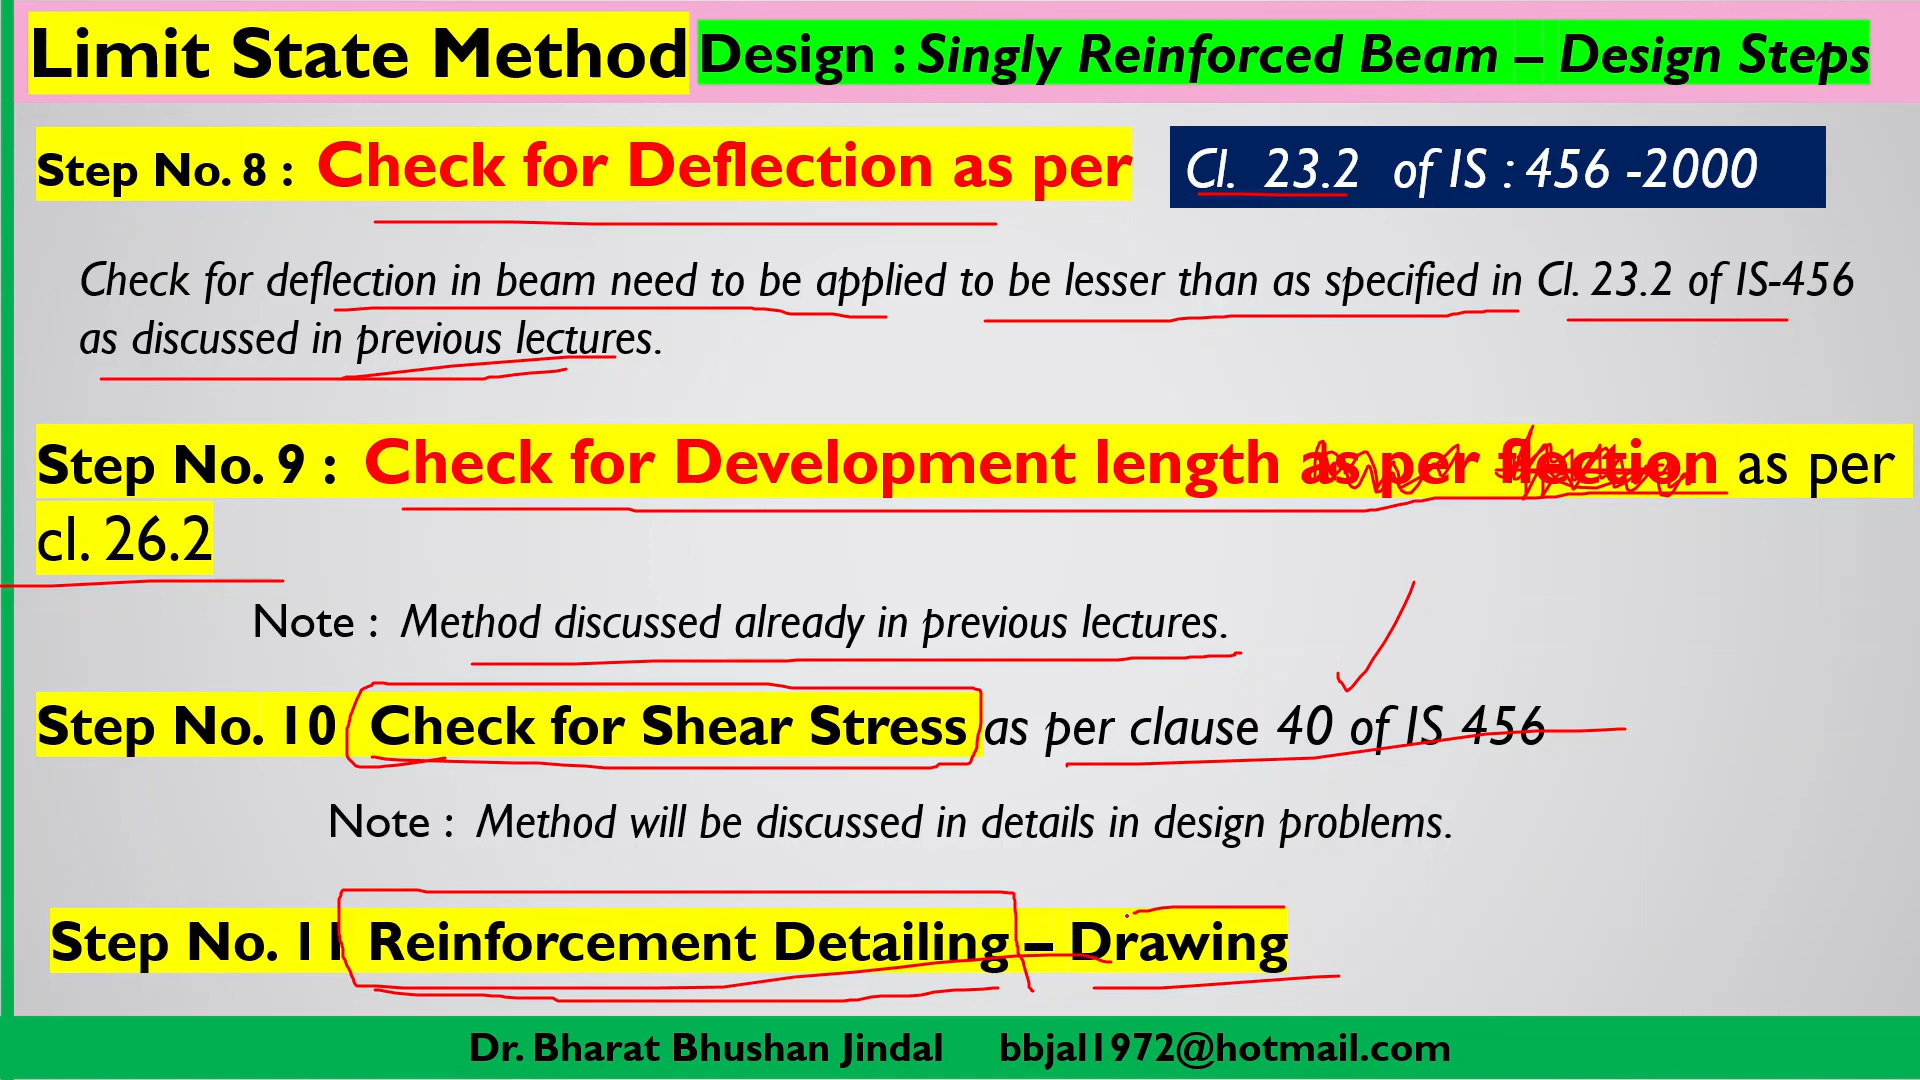 Limit State Method Design : Singly Reinforced Beam – Design Steps
Step No. 8 : Check for Deflection as per Cl. 23.2 of IS : 456 -2000
Check for deflection in beam need to be applied to be lesser than as specified in Cl. 23.2 of IS-456
as discussed in previous lectures.
Step No. 9 : Check for Development length as per flection as per
cl. 26.2
Note : Method discussed already in previous lectures.
Step No. 10 Check for Shear Stress as per clause 40 of IS 456
Note : Method will be discussed in details in design problems.
Step No. 11 Reinforcement Detailing – Drawing
Dr. Bharat Bhushan Jindal bbjal1972@hotmail.com